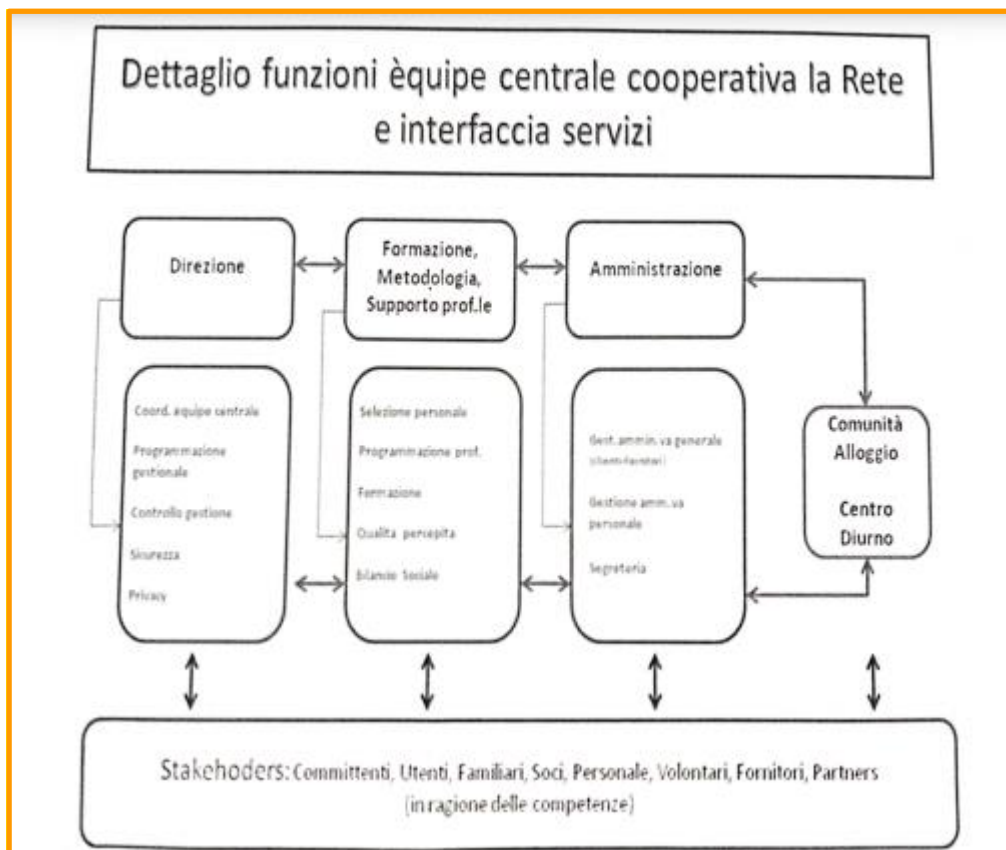 Dettaglio funzioni èquipe centrale cooperativa la Rete
e interfaccia servizi
Direzione
Formazione,
Metodologia,
Supporto prof.le
Amministrazione
Coord. equipe centrale
Programmazione
gestionale
Controllo gestione
Sicurezza
Privacy
Selezione personale
Programmazione prof.
Formazione
Qualita percepita
Bilancio Sociale
Gest. ammin.va generale
(clienti-fornitori)
Gestione amm.va
personale
Segreteria
Comunità
Alloggio
Centro
Diurno
Stakehoders: Committenti, Utenti, Familiari, Soci, Personale, Volontari, Fornitori, Partners
(in ragione delle competenze)